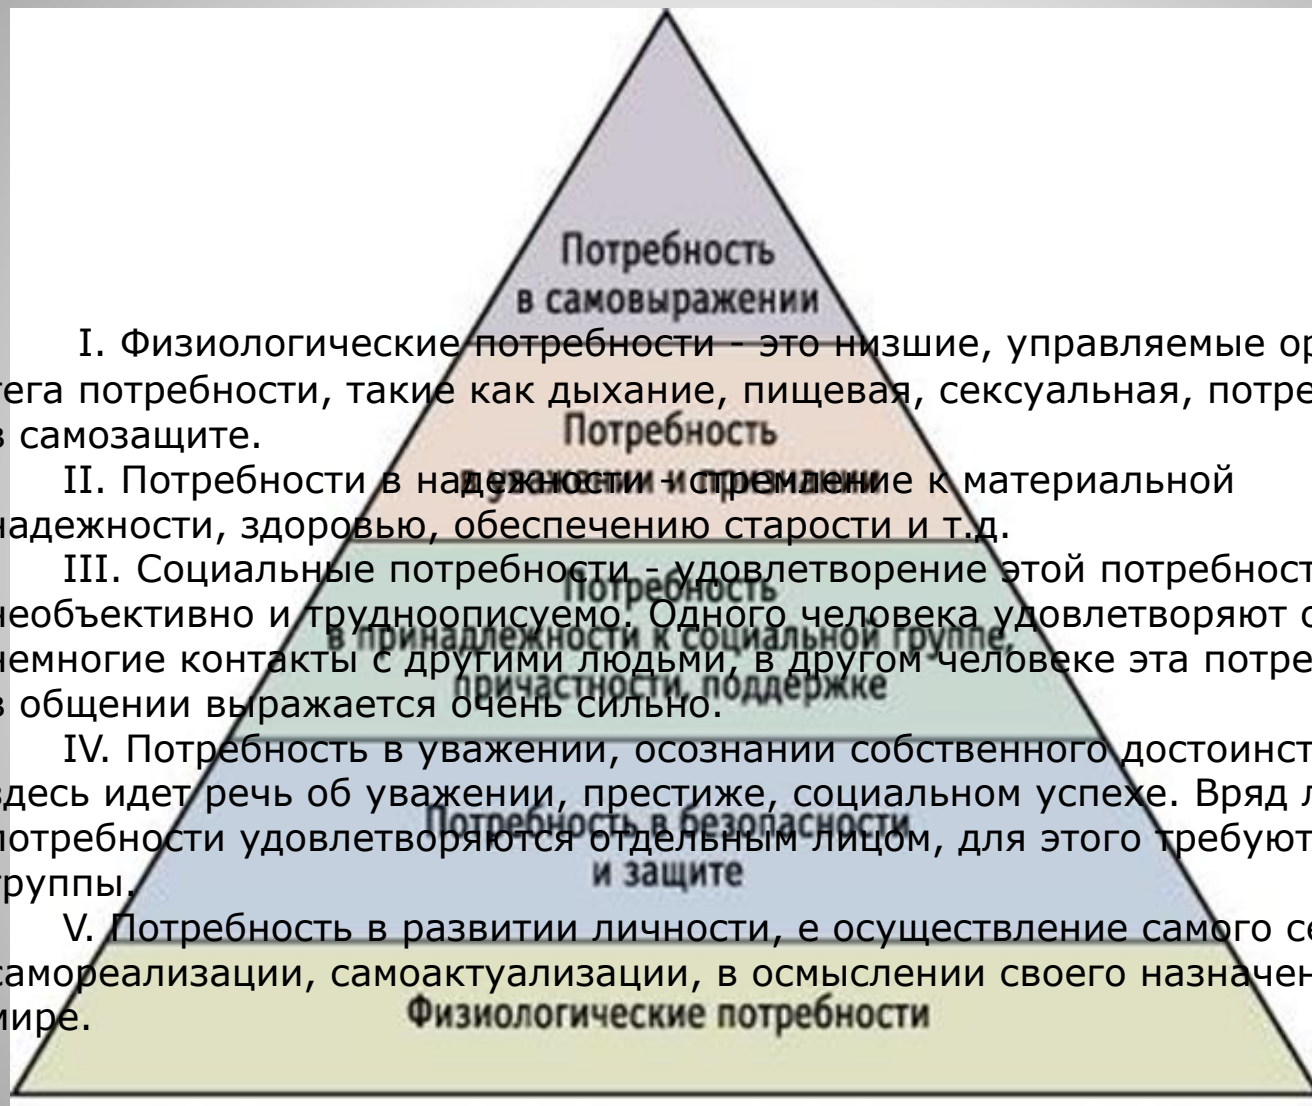 Потребность
в самовыражении
Потребность
в уважении и признании
Потребность
в принадлежности к социальной группе,
причастности, поддержке
Потребность в безопасности
и защите
Физиологические потребности
I. Физиологические потребности - это низшие, управляемые ор
тега потребности, такие как дыхание, пищевая, сексуальная, потре
в самозащите.
II. Потребности в надежности - стремление к материальной
надежности, здоровью, обеспечению старости и т.д.
III. Социальные потребности - удовлетворение этой потребност
необъективно и трудноописуемо. Одного человека удовлетворяют о
немногие контакты с другими людьми, в другом человеке эта потре
в общении выражается очень сильно.
IV. Потребность в уважении, осознании собственного достоинст
здесь идет речь об уважении, престиже, социальном успехе. Вряд л
потребности удовлетворяются отдельным лицом, для этого требуют
группы.
V. Потребность в развитии личности, е осуществление самого се
самореализации, самоактуализации, в осмыслении своего назначен
мире.